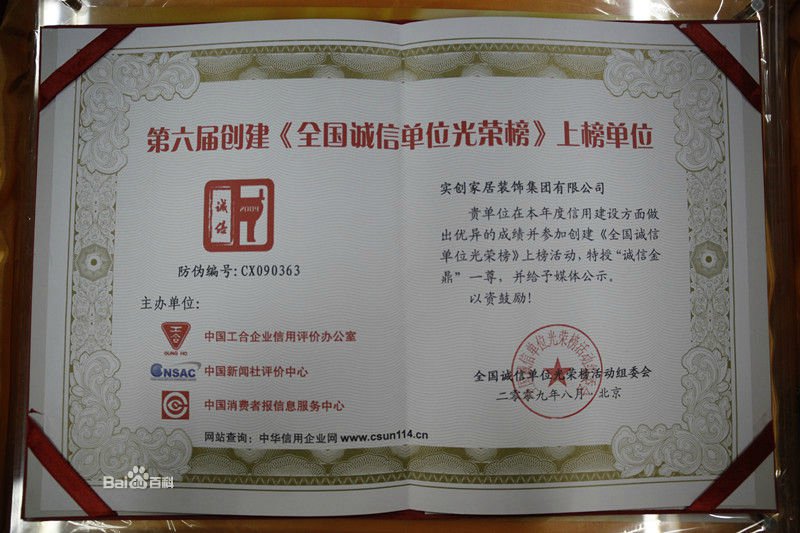 第六届创建《全国诚信单位光荣榜》上榜单位
诚信
2009
防伪编号:CX090363
主办单位:
工合
GUNG HO
中国工合企业信用评价办公室
CNSAC
中国新闻社评价中心
中国消费者报信息服务中心
网站查询:中华信用企业网 www.csun114.cn
实创家居装饰集团有限公司
贵单位在本年度信用建设方面做
出优异的成绩并参加创建《全国诚信
单位光荣榜》上榜活动,特授“诚信金
鼎”一尊,并给予媒体公示。
以资鼓励!
全国诚信单位光荣榜活动组委会
二零零九年八月·北京
Bai百科